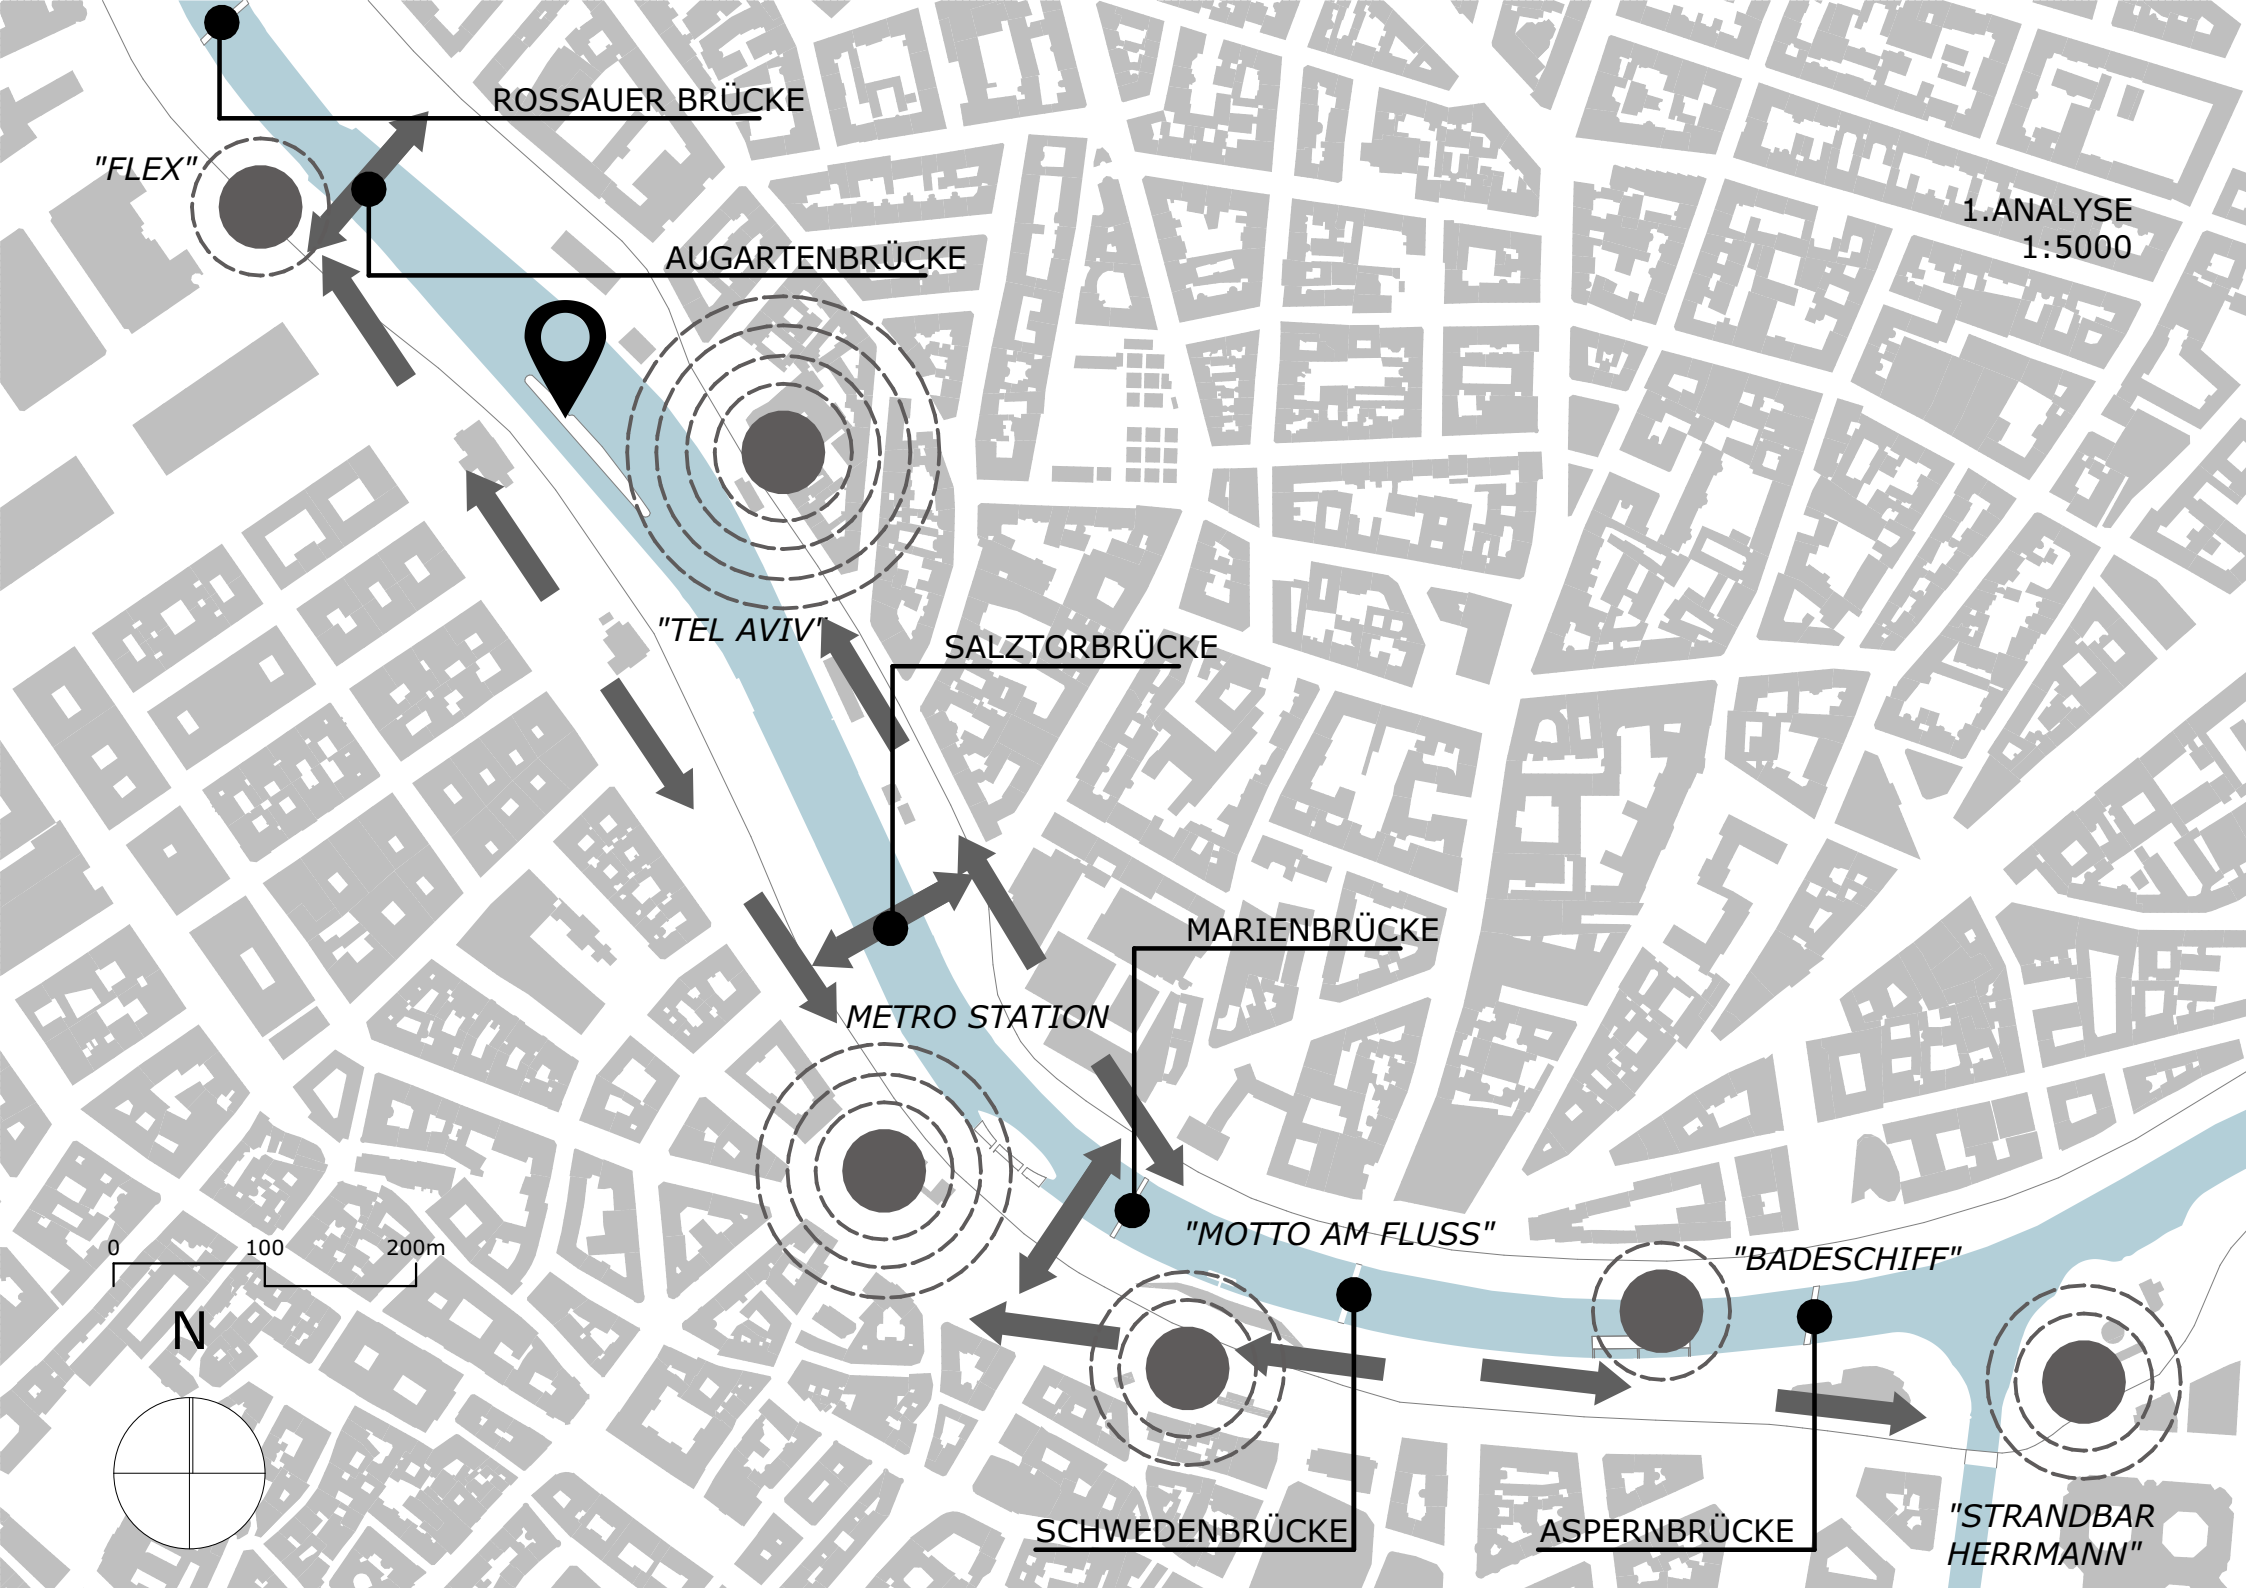 ROSSAUER BRÜCKE
"FLEX"
1.ANALYSE
1:5000
AUGARTENBRÜCKE
"TEL AVIV"
SALZTORBRÜCKE
MARIENBRÜCKE
METRO STATION
"MOTTO AM FLUSS"
"BADESCHIFF"
0 100 200m
N
SCHWEDENBRÜCKE
ASPERNBRÜCKE
"STRANDBAR
HERRMANN"